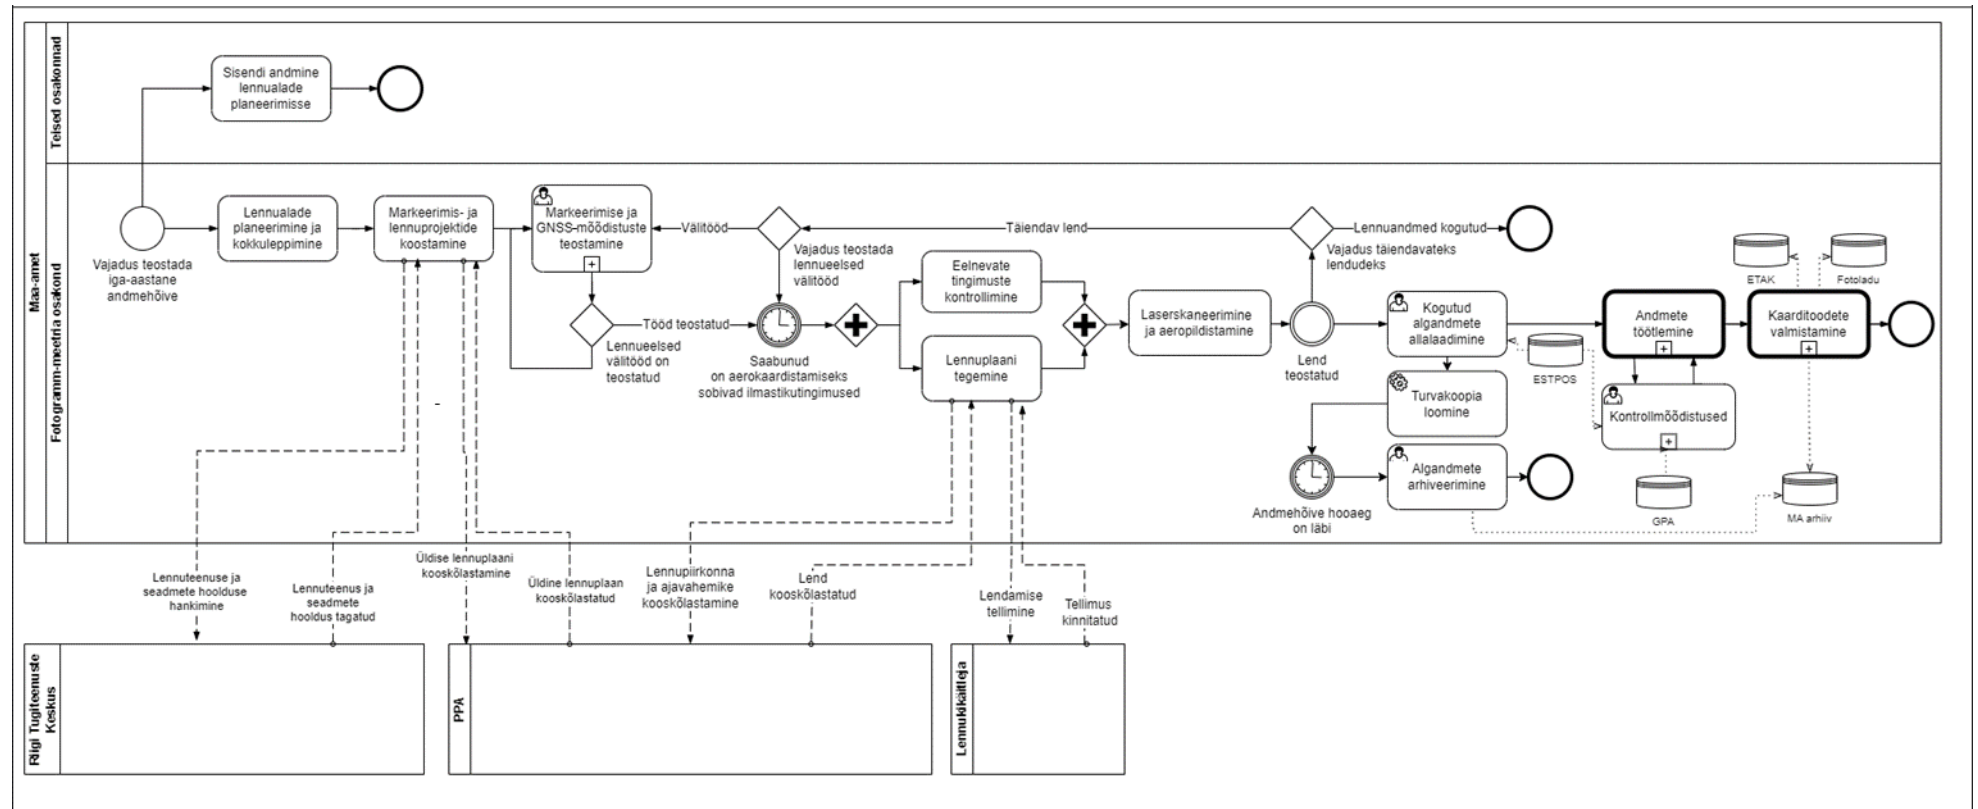 Maa-amet
Teised osakonnad
Sisendi andmine
lennualade
planeerimisse
Fotogramm-meetia osakond
Vajadus teostada
iga-aastane
andmehõive
Lennualade
planeerimine ja
kokkuleppimine
Markeerimis- ja
lennuprojektide
koostamine
Markeerimise ja
GNSS-mõõdistuste
teostamine
Lennueelsed
välitööd on
teostatud
Tööd teostatud
Välitööd
Vajadus teostada
lennueelsed
välitööd
Saabunud
on aerokaardistamiseks
sobivad ilmastikutingimused
Täiendav lend
Eelnevate
tingimuste
kontrollimine
Lennuplaani
tegemine
Laserskaneerimine
ja aeropildistamine
Lend
teostatud
Vajadus täiendavateks
lendudeks
Lennuandmed kogutud
Kogutud
algandmete
allalaadimine
Turvakoopia
loomine
Andmehõive hooaeg
on läbi
Algandmete
arhiveerimine
ESTPOS
Andmete
töötlemine
Kontrollmõõdistused
GPA
Kaarditoodete
valmistamine
ETAK
Fotoladu
MA arhiiv
Lennuteenuse ja
seadmete hoolduse
hankimine
Lennuteenus ja
seadmete
hooldus tagatud
Üldise lennuplaani
kooskõlastamine
Üldine lennuplaan
kooskõlastatud
Lennupiirkonna
ja ajavahemike
kooskõlastamine
Lend
kooskõlastatud
Lendamise
tellimine
Tellimus
kinnitatud
Riigi Tugiteenuste
Keskus
PPA
Lennukikäitleja